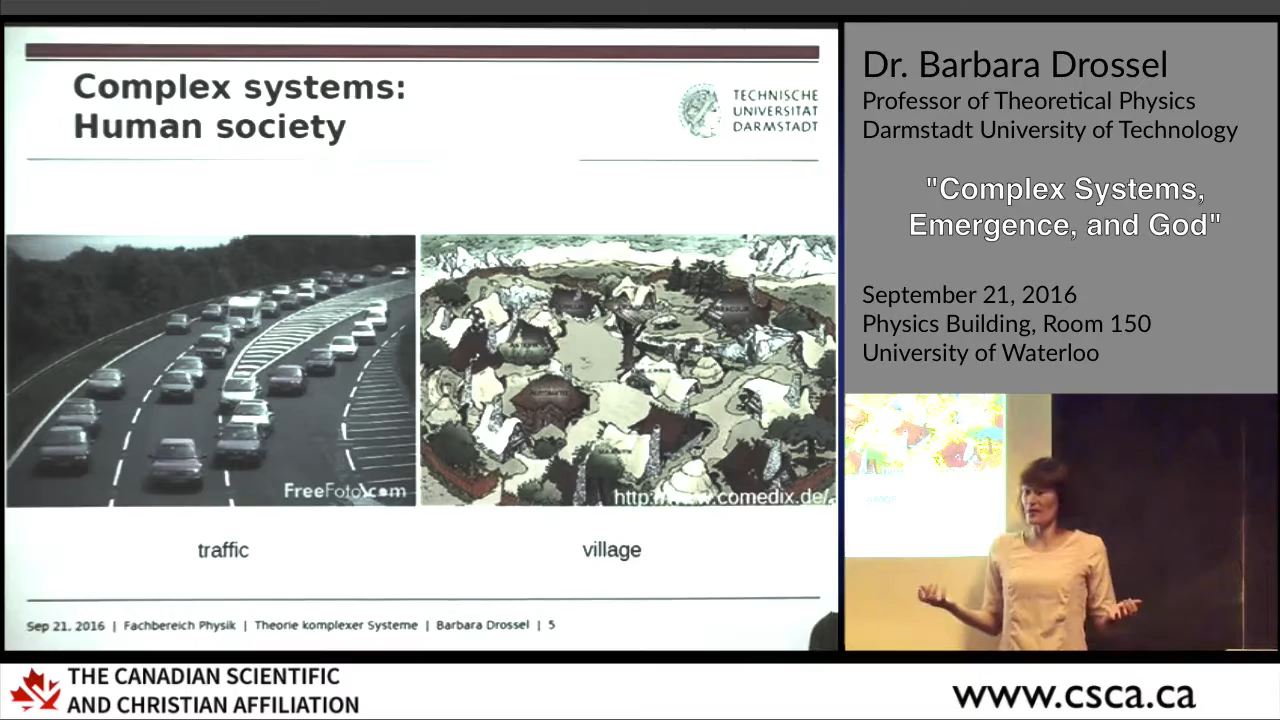 Complex systems:
Human society
TECHNISCHE
UNIVERSITÄT
DARMSTADT
FreeFoto.com
http://www.comedix.de/
traffic
village
Sep 21, 2016 | Fachbereich Physik | Theorie komplexer Systeme | Barbara Drossel | 5
Dr. Barbara Drossel
Professor of Theoretical Physics
Darmstadt University of Technology
"Complex Systems,
Emergence, and God"
September 21, 2016
Physics Building, Room 150
University of Waterloo
THE CANADIAN SCIENTIFIC
AND CHRISTIAN AFFILIATION
www.csca.ca